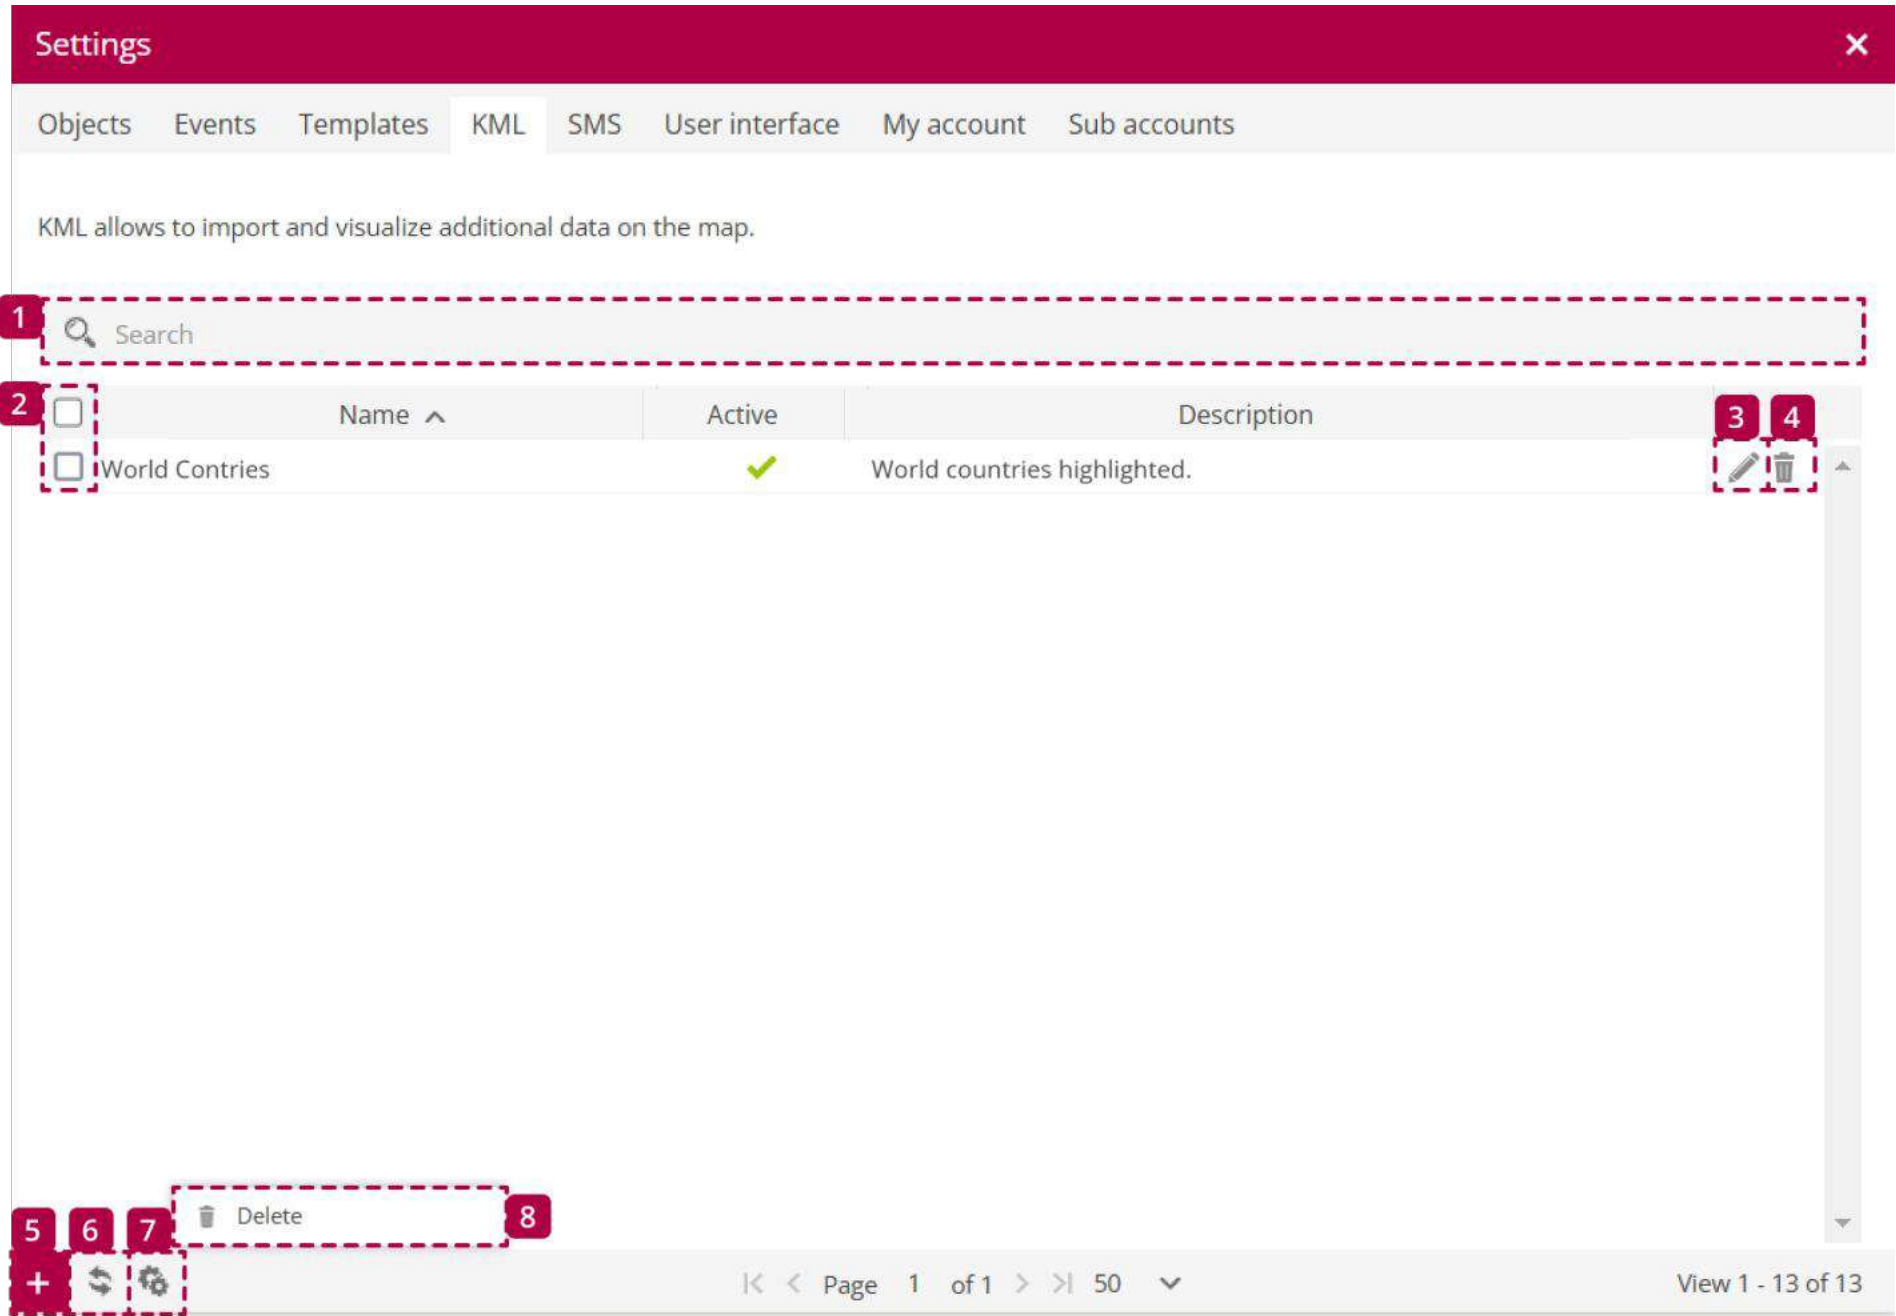 Settings
Objects Events Templates KML SMS User interface My account Sub accounts
KML allows to import and visualize additional data on the map.
1
Search
2
Name Active Description
3 4
World Contries World countries highlighted.
Delete
8
5 6 7
Page 1 of 1 50
View 1 - 13 of 13